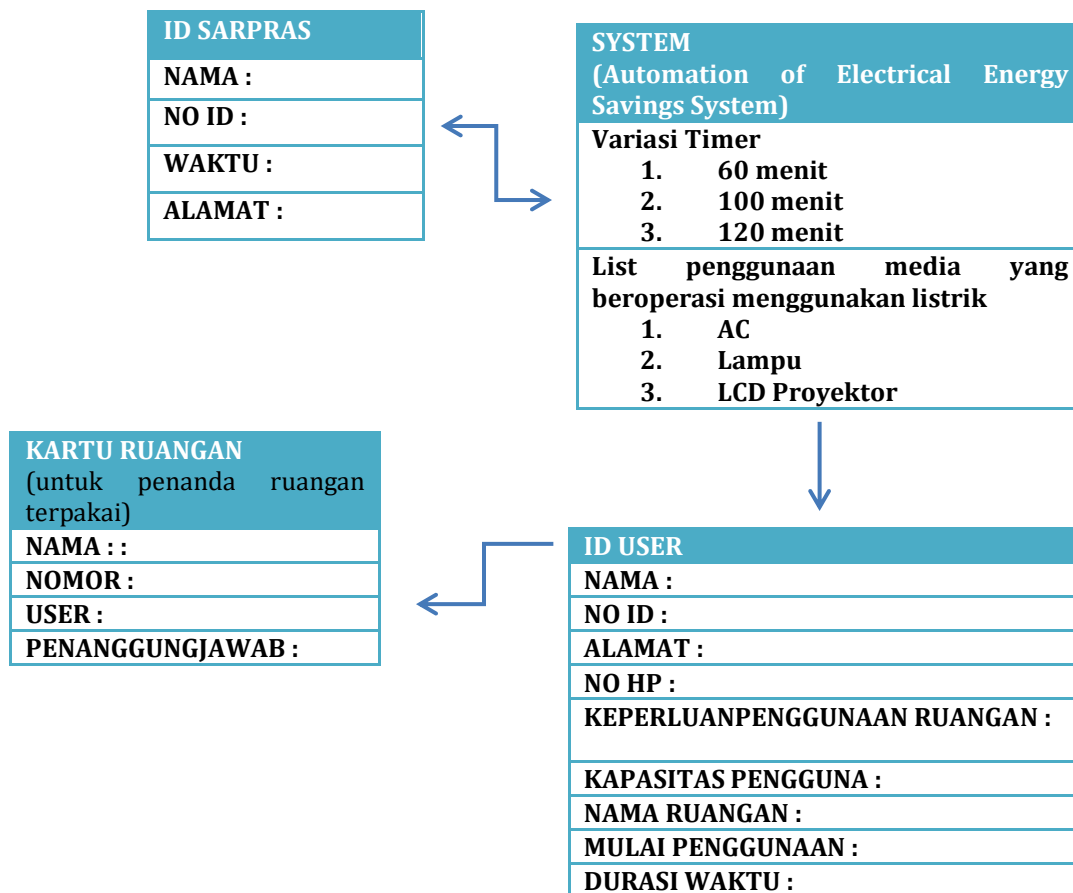 ID SARPRAS
NAMA :
NO ID :
WAKTU :
ALAMAT :
SYSTEM
(Automation of Electrical Energy
Savings System)
Variasi Timer
1. 60 menit
2. 100 menit
3. 120 menit
List penggunaan media yang
beroperasi menggunakan listrik
1. AC
2. Lampu
3. LCD Proyektor
KARTU RUANGAN
(untuk penanda ruangan
terpakai)
NAMA : :
NOMOR :
USER :
PENANGGUNGJAWAB :
ID USER
NAMA :
NO ID :
ALAMAT :
NO HP :
KEPERLUANPENGGUNAAN RUANGAN :
KAPASITAS PENGGUNA :
NAMA RUANGAN :
MULAI PENGGUNAAN :
DURASI WAKTU :